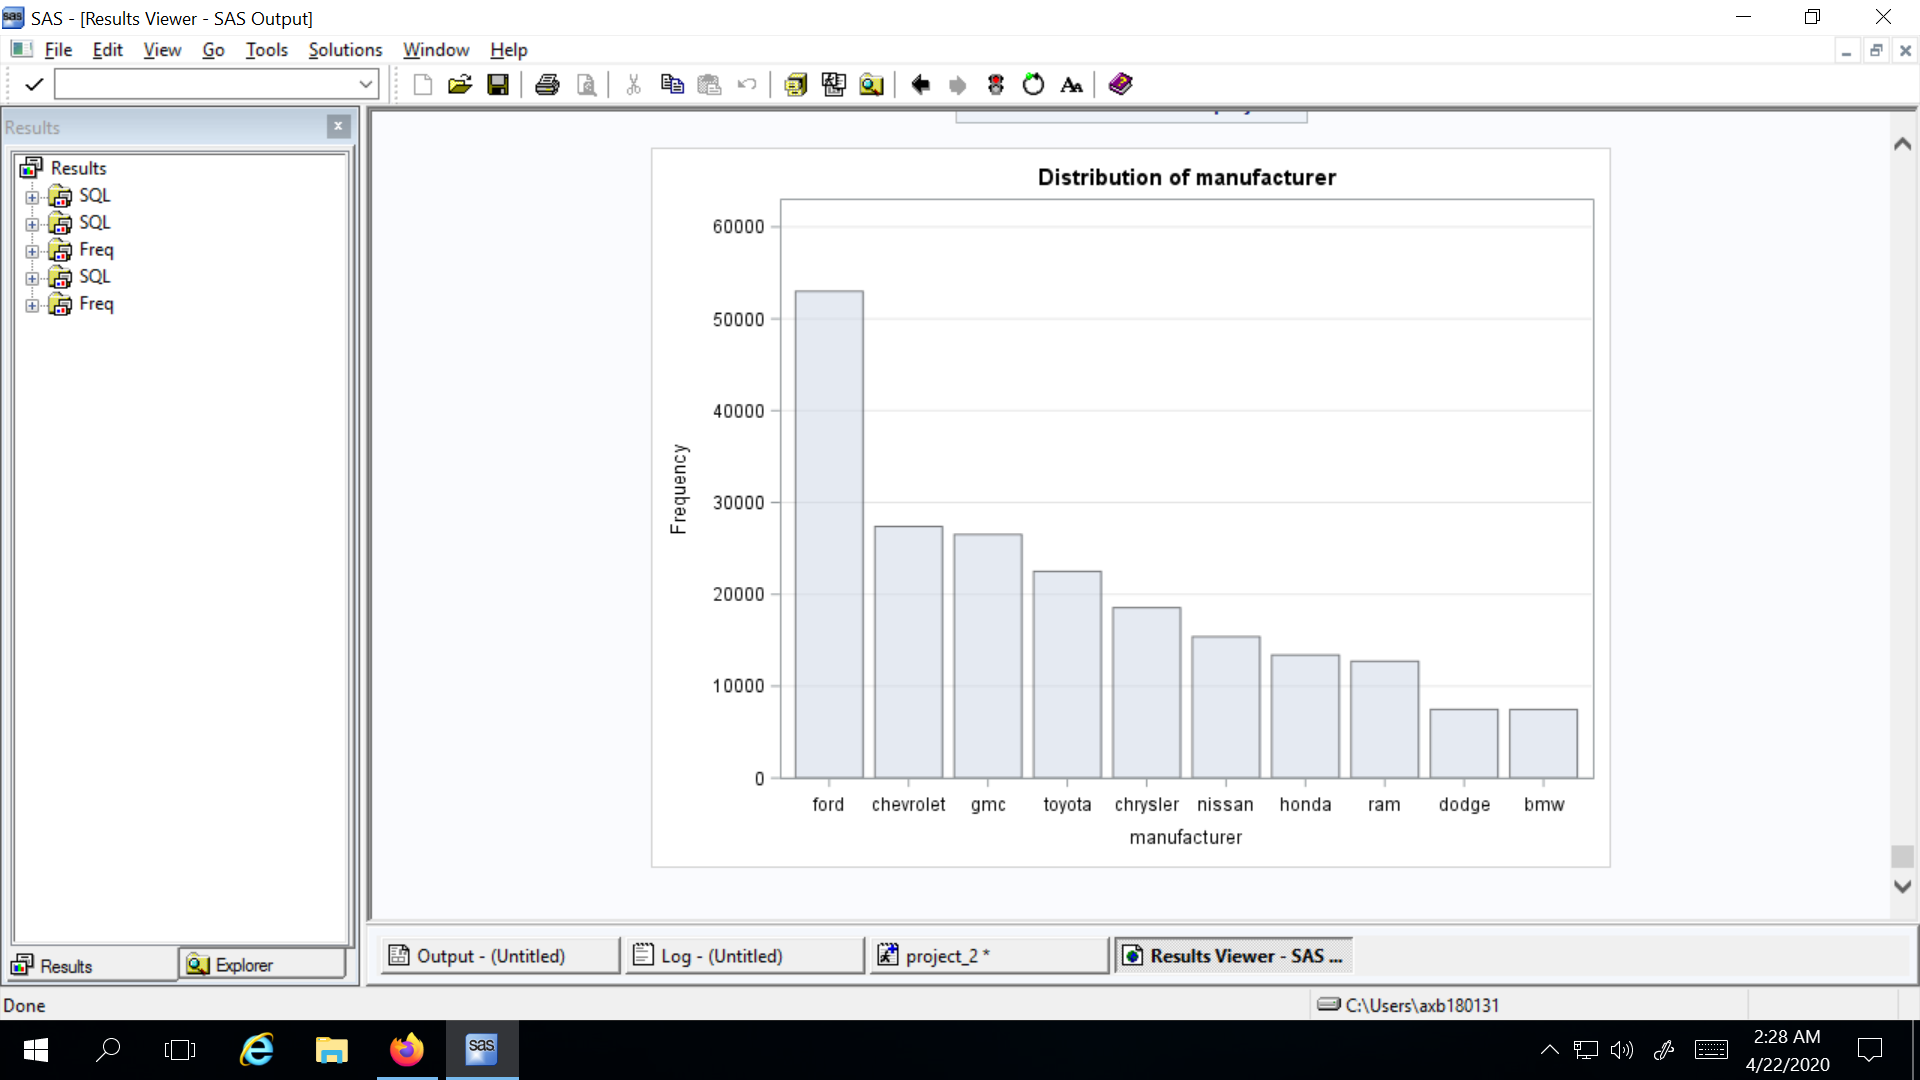 SAS - [Results Viewer - SAS Output]
File Edit View Go Tools Solutions Window Help
Results
Results
SQL
SQL
Freq
SQL
Freq
Distribution of manufacturer
60000
50000
40000
30000
20000
10000
0
Frequency
ford chevrolet gmc toyota chrysler nissan honda ram dodge bmw
manufacturer
Results Explorer
Output - (Untitled) Log - (Untitled) project_2 * Results Viewer - SAS ...
Done C:\Users\axb180131
sas
2:28 AM
4/22/2020